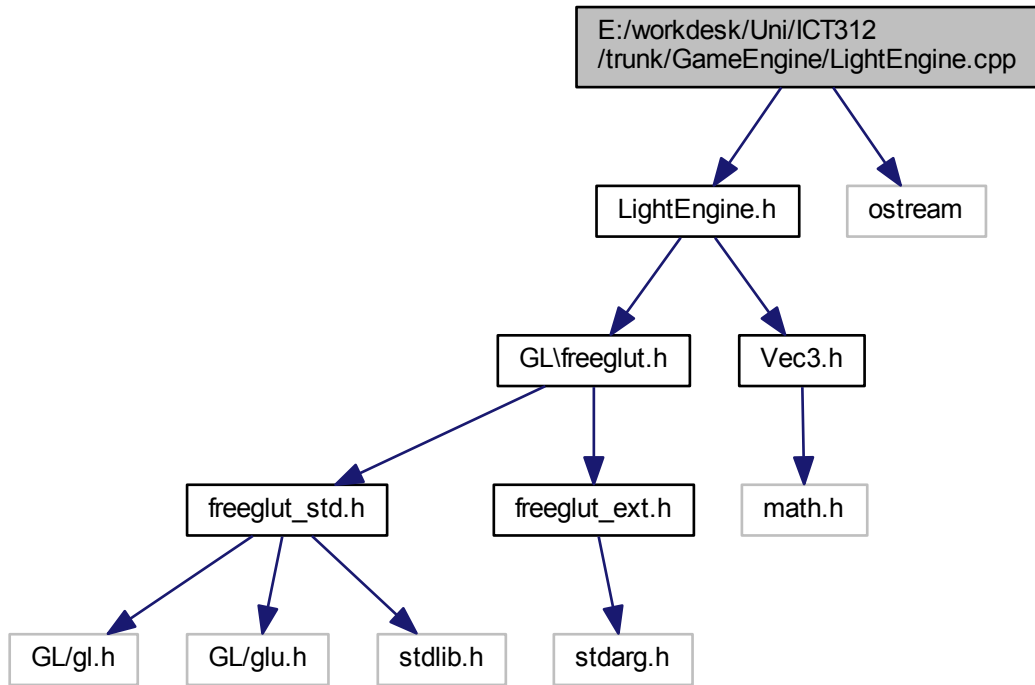 E:/workdesk/Uni/ICT312
/trunk/GameEngine/LightEngine.cpp
LightEngine.h
ostream
GL\freeglut.h
Vec3.h
freeglut_std.h
freeglut_ext.h
math.h
GL/gl.h
GL/glu.h
stdlib.h
stdarg.h